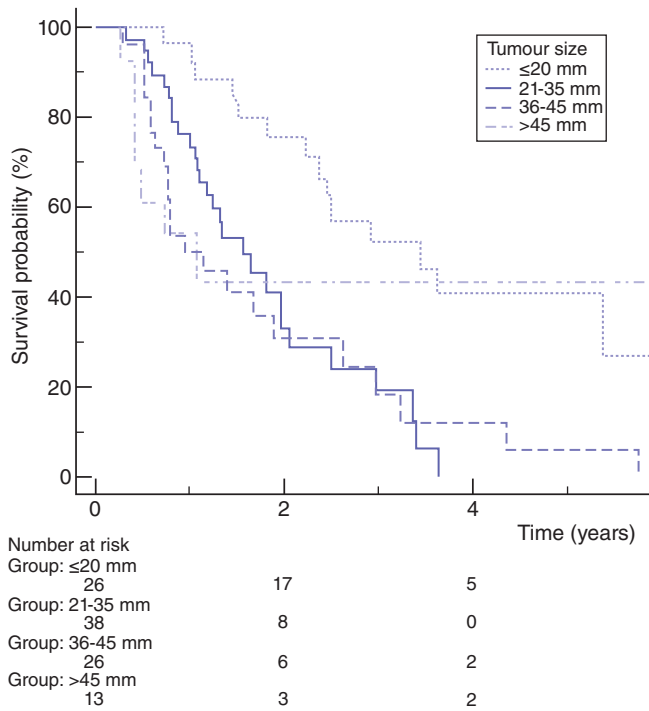 100
80
60
40
20
0
Survival probability (%)
Tumour size
≤20 mm
21-35 mm
36-45 mm
>45 mm
0 2 4
Time (years)
Number at risk
Group: ≤20 mm
26 17 5
Group: 21-35 mm
38 8 0
Group: 36-45 mm
26 6 2
Group: >45 mm
13 3 2